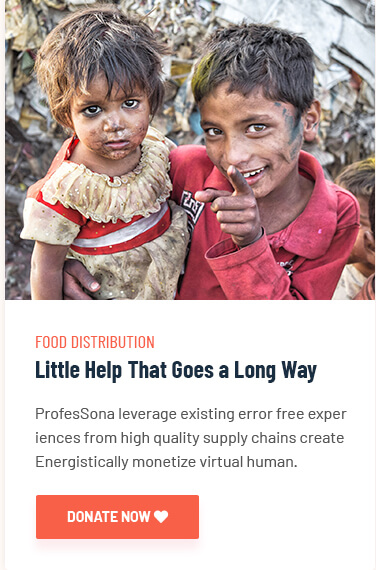 FOOD DISTRIBUTION
Little Help That Goes a Long Way
ProfesSona leverage existing error free exper
iences from high quality supply chains create
Energistically monetize virtual human.
DONATE NOW